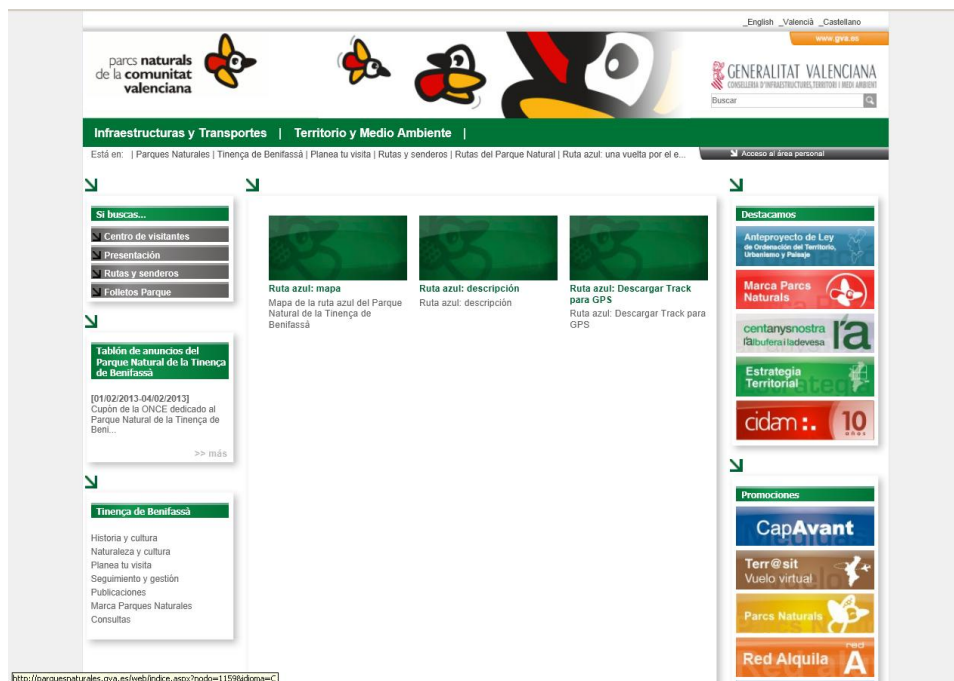 _English _Valencià _Castellano
www.gva.es
parcs naturals
de la comunitat
valenciana
GENERALITAT VALENCIANA
CONSELLERIA D'INFRAESTRUCTURES, TERRITORI I MEDI AMBIENT
Buscar
Infraestructuras y Transportes | Territorio y Medio Ambiente |
Está en: | Parques Naturales | Tinença de Benifassà | Planea tu visita | Rutas y senderos | Rutas del Parque Natural | Ruta azul: una vuelta por el e...
Acceso al área personal
Si buscas...
Centro de visitantes
Presentación
Rutas y senderos
Folletos Parque
Tablón de anuncios del
Parque Natural de la Tinença
de Benifassà
[01/02/2013-04/02/2013]
Cupón de la ONCE dedicado al
Parque Natural de la Tinença de
Beni...
>> más
Tinença de Benifassà
Historia y cultura
Naturaleza y cultura
Planea tu visita
Seguimiento y gestión
Publicaciones
Marca Parques Naturales
Consultas
Ruta azul: mapa
Mapa de la ruta azul del Parque
Natural de la Tinença de
Benifassà
Ruta azul: descripción
Ruta azul: descripción
Ruta azul: Descargar Track
para GPS
Ruta azul: Descargar Track para
GPS
Destacamos
Anteproyecto de Ley
de Ordenación del Territorio,
Urbanismo y Paisaje
Marca Parcs
Naturals
centanysnostra
l'albuferailadevesa
l'a
Estrategia
Territorial
cidam :.
10
años
Promociones
CapAvant
Terr@sit
Vuelo virtual
Parcs Naturals
Red Alquila
red
A
http://parquesnaturales.gva.es/web/indice.aspx?nodo=1159&idioma=C